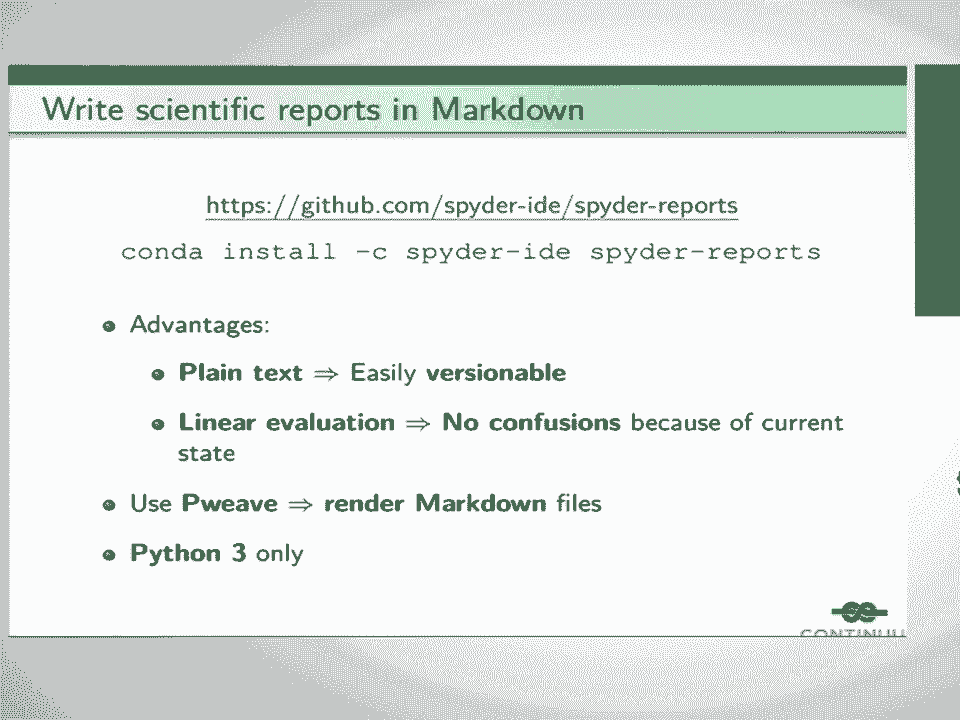 Write scientific reports in Markdown
https://github.com/spyder-ide/spyder-reports
conda install -c spyder-ide spyder-reports
Advantages:
Plain text ⇒ Easily versionable
Linear evaluation ⇒ No confusions because of current
state
Use Pweave ⇒ render Markdown files
Python 3 only